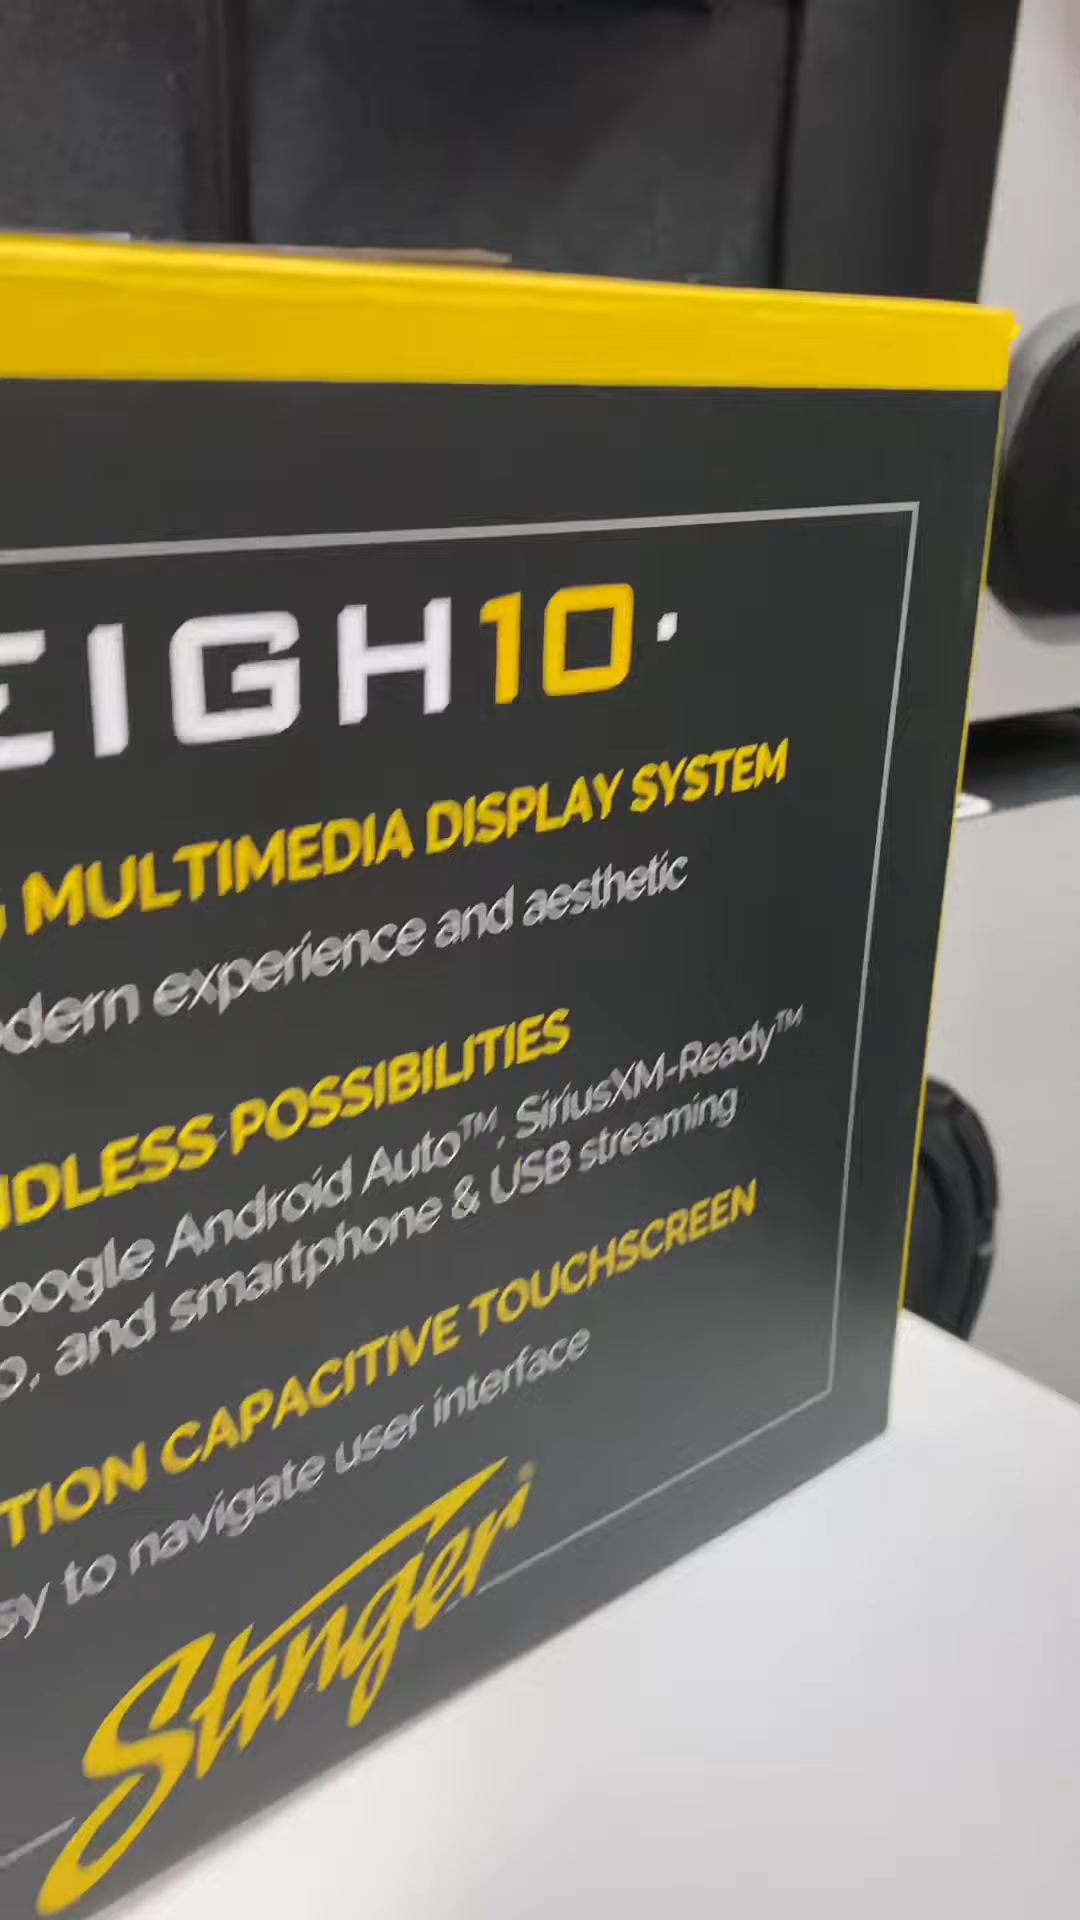 EIGH10
MULTIMEDIA DISPLAY SYSTEM
dern experience and aesthetic
NDLESS POSSIBILITIES
oogle Android Auto™, SiriusXM-Ready™
o, and smartphone & USB streaming
TION CAPACITIVE TOUCHSCREEN
sy to navigate user interface
Stinger®